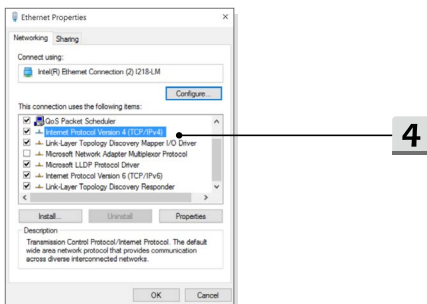 Ethernet Properties
Networking Sharing
Connect using:
Intel(R) Ethernet Connection (2) I218-LM
Configure...
This connection uses the following items:
QoS Packet Scheduler
Internet Protocol Version 4 (TCP/IPv4)
Link-Layer Topology Discovery Mapper I/O Driver
Microsoft Network Adapter Multiplexor Protocol
Microsoft LLDP Protocol Driver
Internet Protocol Version 6 (TCP/IPv6)
Link-Layer Topology Discovery Responder
Install... Uninstall Properties
Description
Transmission Control Protocol/Internet Protocol. The default
wide area network protocol that provides communication
across diverse interconnected networks.
OK Cancel
4